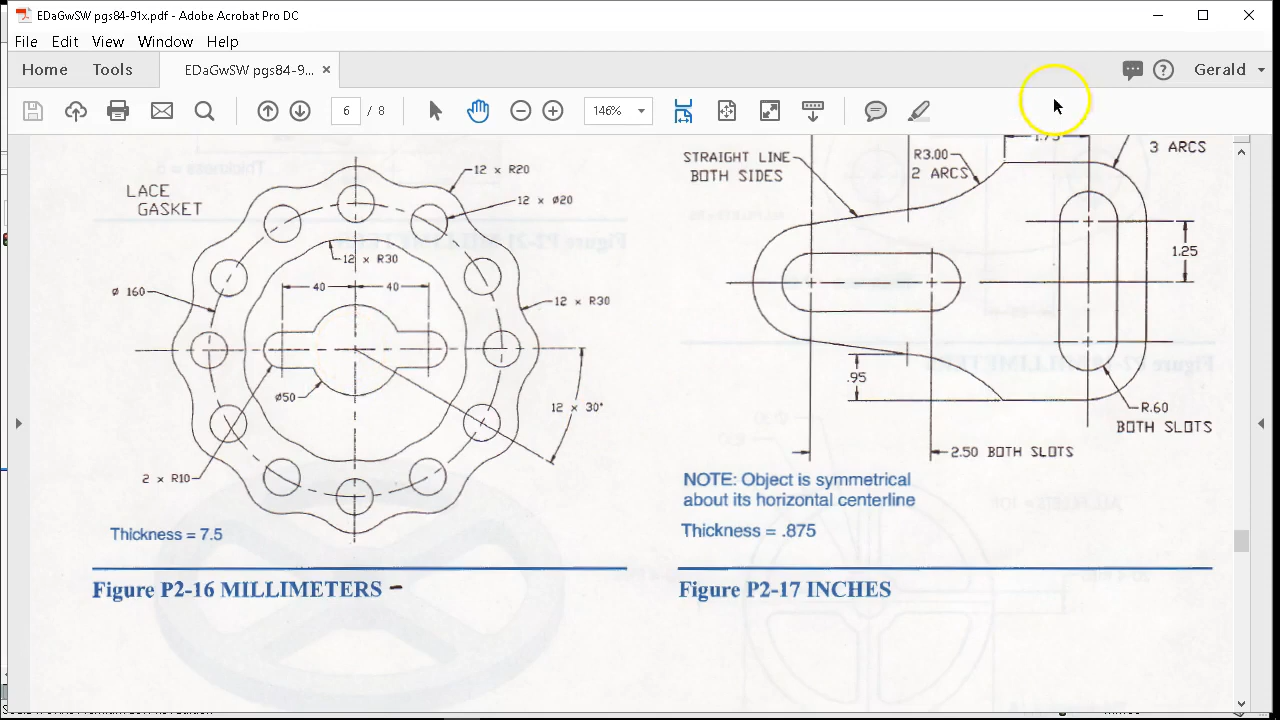 EDaGwSW pgs84-91x.pdf - Adobe Acrobat Pro DC
File Edit View Window Help
Home Tools EDaGwSW pgs84-9... × Gerald
6 / 8 146%
LACE
GASKET
12 x R20
12 x Ø20
12 x R30
40 40
Ø 160
12 x R30
Ø50
12 x 30°
2 x R10
Thickness = 7.5
Figure P2-16 MILLIMETERS -
STRAIGHT LINE
BOTH SIDES
R3.00
2 ARCS
1.75
3 ARCS
1.25
.95
R.60
BOTH SLOTS
2.50 BOTH SLOTS
NOTE: Object is symmetrical
about its horizontal centerline
Thickness = .875
Figure P2-17 INCHES